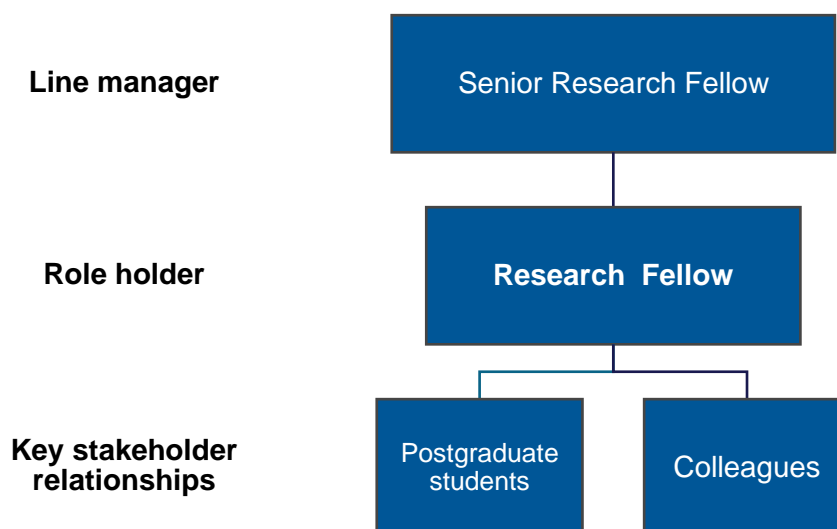 Line manager
Senior Research Fellow
Role holder
Research Fellow
Key stakeholder
relationships
Postgraduate
students
Colleagues